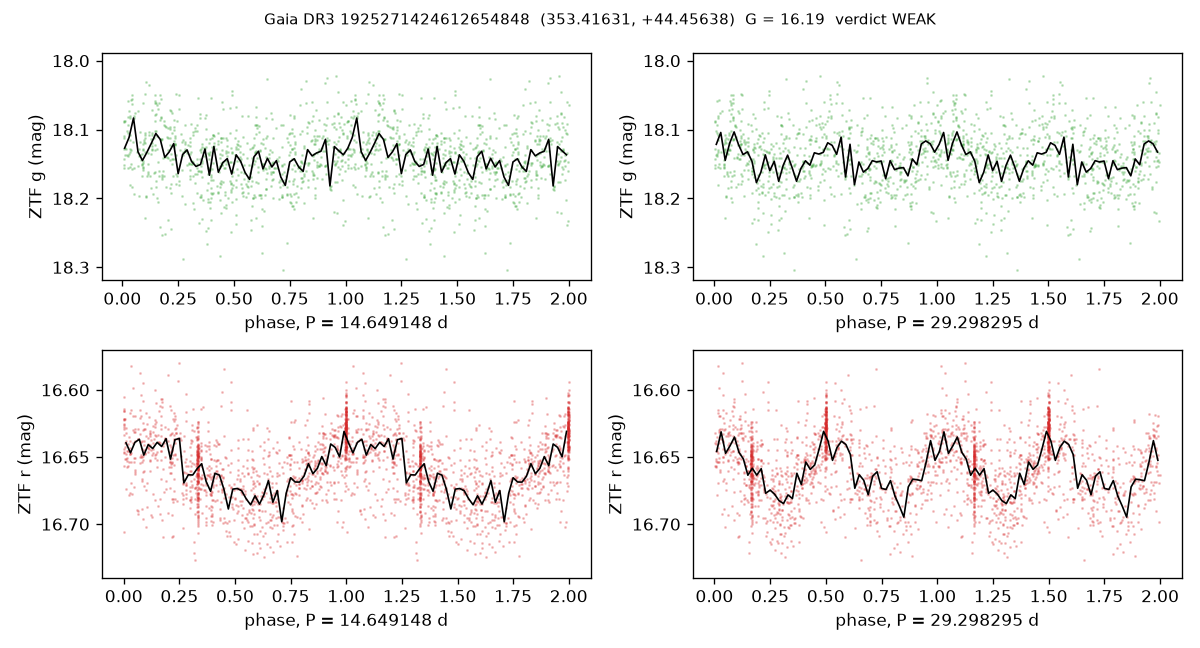 Gaia DR3 1925271424612654848  (353.41631, +44.45638)  G = 16.19  verdict WEAK
ZTF g (mag)
18.0
18.1
18.2
18.3
0.00 0.25 0.50 0.75 1.00 1.25 1.50 1.75 2.00
phase, P = 14.649148 d
ZTF g (mag)
18.0
18.1
18.2
18.3
0.00 0.25 0.50 0.75 1.00 1.25 1.50 1.75 2.00
phase, P = 29.298295 d
ZTF r (mag)
16.60
16.65
16.70
0.00 0.25 0.50 0.75 1.00 1.25 1.50 1.75 2.00
phase, P = 14.649148 d
ZTF r (mag)
16.60
16.65
16.70
0.00 0.25 0.50 0.75 1.00 1.25 1.50 1.75 2.00
phase, P = 29.298295 d